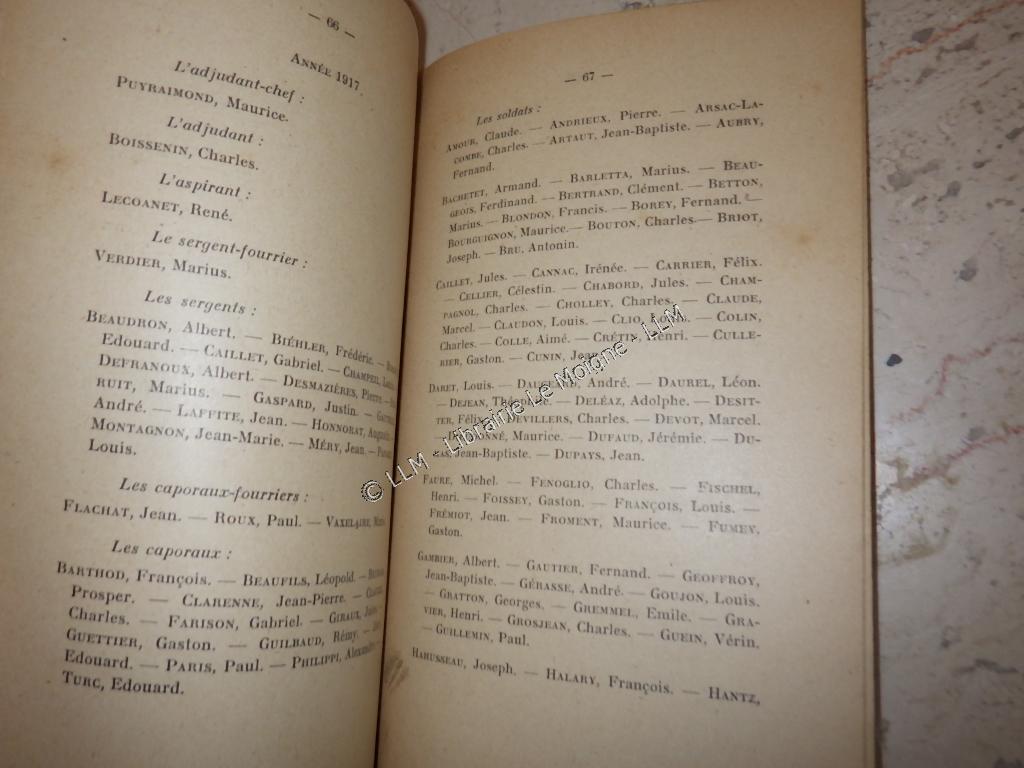 — 66 —
ANNÉE 1917
L'adjudant-chef :
PUYRAIMOND, Maurice.
L'adjudant :
BOISSENIN, Charles.
L'aspirant :
LECOANET, René.
Le sergent-fourrier :
VERDIER, Marius.
Les sergents :
BEAUDRON, Albert. — BIÉHLER, Frédéric. —
Edouard. — CAILLET, Gabriel. — CHAMPEIL,
DEFRANOUX, Albert. — DESMAZIÈRES, Pierre. —
RUIT, Marius. — GASPARD, Justin. —
André. — LAFFITE, Jean. — HONNORAT,
MONTAGNON, Jean-Marie. — MÉRY, Jean. —
Louis.
Les caporaux-fourriers :
FLACHAT, Jean. — ROUX, Paul. — VAXELAIRE,
Les caporaux :
BARTHOD, François. — BEAUFILS, Léopold. —
Prosper. — CLARENNE, Jean-Pierre. —
Charles. — FARISON, Gabriel. — GIRAUX,
GUETTIER, Gaston. — GUILBAUD, Rémy. —
Edouard. — PARIS, Paul. — PHILIPPI,
TURC, Edouard.
— 67 —
Les soldats :
AMOUR, Claude. — ANDRIEUX, Pierre. — ARSAC-LA-
COMBE, Charles. — ARTAUT, Jean-Baptiste. — AUBRY,
Fernand.
BACHETET, Armand. — BARLETTA, Marius. — BEAU-
GEOIS, Ferdinand. — BERTRAND, Clément. — BETTON,
Marius. — BLONDON, Francis. — BOREY, Fernand. —
BOURGUIGNON, Maurice. — BOUTON, Charles. — BRIOT,
Joseph. — BRU, Antonin.
CAILLET, Jules. — CANNAC, Irénée. — CARRIER, Félix.
— CELLIER, Célestin. — CHABORD, Jules. — CHAM-
PAGNOL, Charles. — CHOLLEY, Charles. — CLAUDE,
Marcel. — CLAUDON, Louis. — CLIO, Louis. — COLIN,
Charles. — COLLE, Aimé. — CRÉTIN, Henri. — CULLE-
RIER, Gaston. — CUNIN, Jean.
DARET, Louis. — André. — DAUREL, Léon.
— DEJEAN, Théophile. — DELÉAZ, Adolphe. — DESIT-
TER, Félix. — DEVILLERS, Charles. — DEVOT, Marcel.
Maurice. — DUFAUD, Jérémie. — DU-
Jean-Baptiste. — DUPAYS, Jean.
FAURE, Michel. — FENOGLIO, Charles. — FISCHEL,
Henri. — FOISSEY, Gaston. — FRANÇOIS, Louis. —
FRÉMIOT, Jean. — FROMENT, Maurice. — FUMEY,
Gaston.
GAMBIER, Albert. — GAUTIER, Fernand. — GEOFFROY,
Jean-Baptiste. — GÉRASSE, André. — GOUJON, Louis.
— GRATTON, Georges. — GREMMEL, Emile. — GRA-
VIER, Henri. — GROSJEAN, Charles. — GUEIN, Vérin.
— GUILLEMIN, Paul.
HAHUSSEAU, Joseph. — HALARY, François. — HANTZ,
© LLM - Librairie Le Moigne - LLM